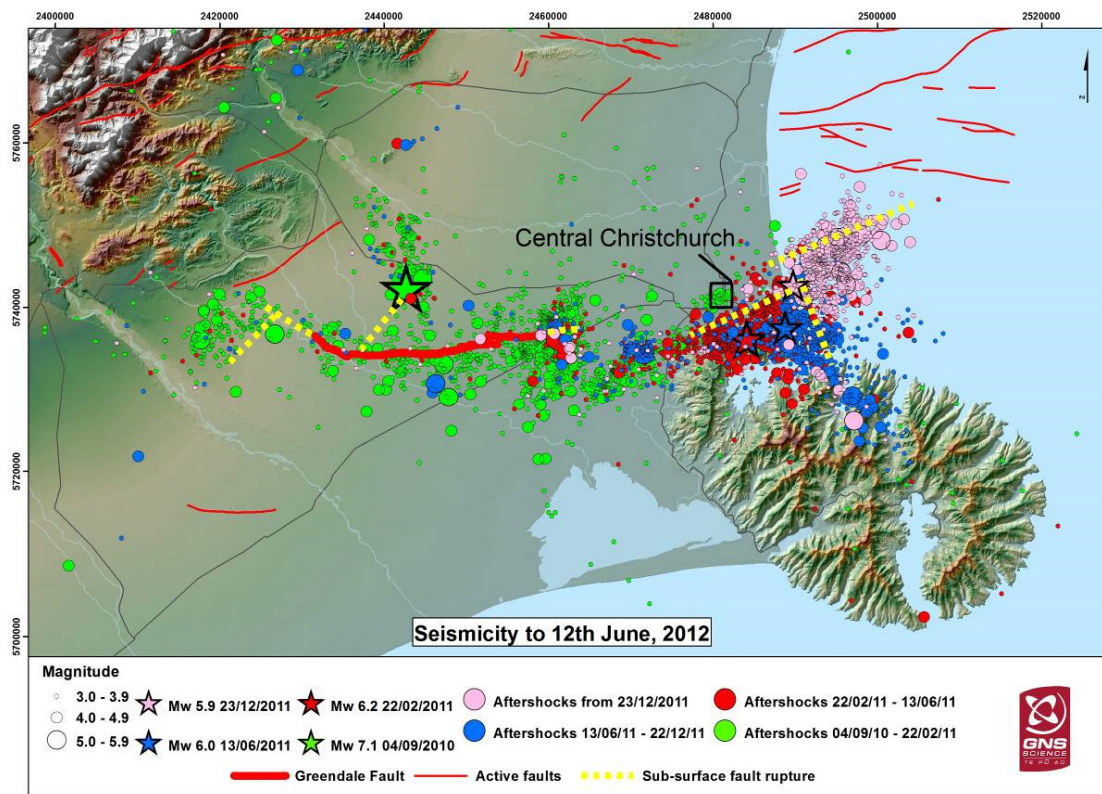 2400000 2420000 2440000 2460000 2480000 2500000 2520000
5760000
5740000
5720000
5700000
z
Central Christchurch
Seismicity to 12th June, 2012
Magnitude
3.0 - 3.9
4.0 - 4.9
5.0 - 5.9
Mw 5.9 23/12/2011
Mw 6.0 13/06/2011
Mw 6.2 22/02/2011
Mw 7.1 04/09/2010
Aftershocks from 23/12/2011
Aftershocks 13/06/11 - 22/12/11
Aftershocks 22/02/11 - 13/06/11
Aftershocks 04/09/10 - 22/02/11
Greendale Fault
Active faults
Sub-surface fault rupture
GNS
SCIENCE
TE PŪ AO